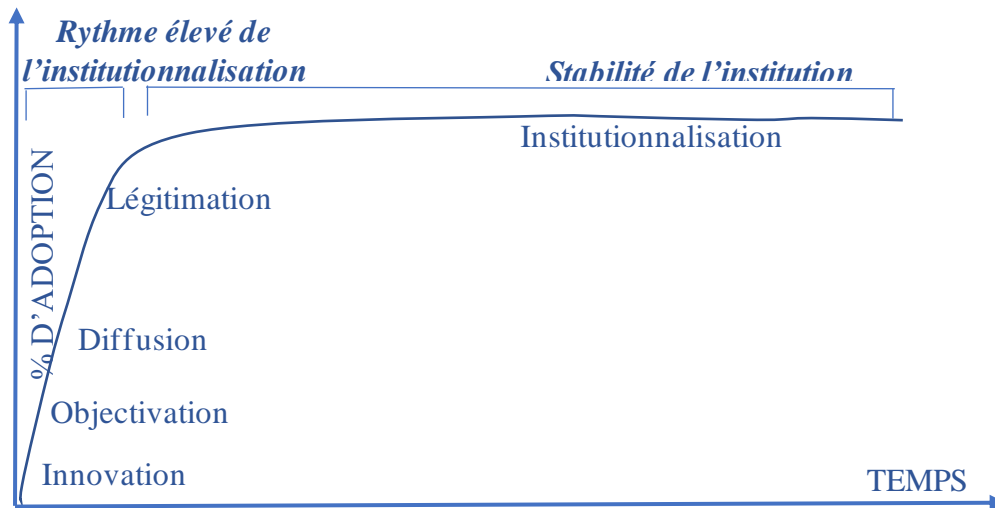 Rythme élevé de
l’institutionnalisation
Stabilité de l’institution
Institutionnalisation
Légitimation
% D’ADOPTION
Diffusion
Objectivation
Innovation
TEMPS